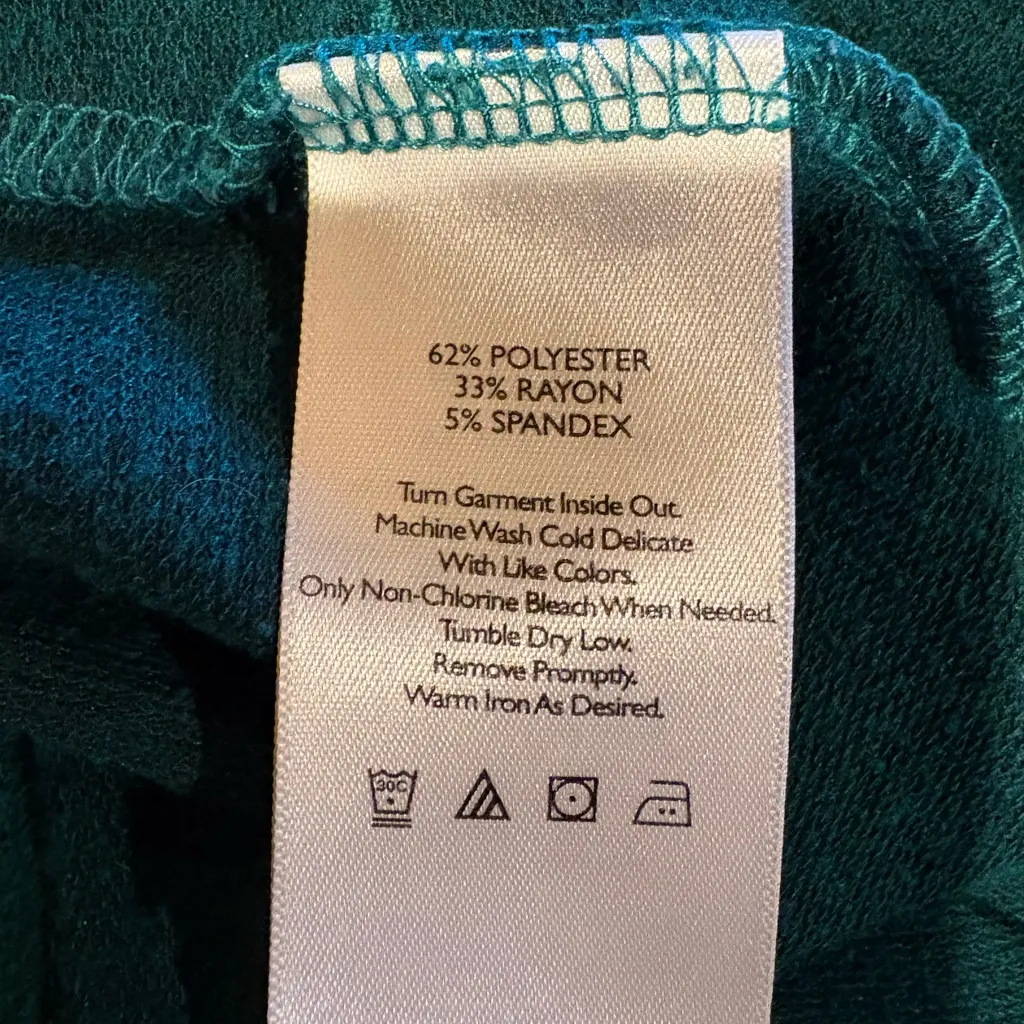 62% POLYESTER
33% RAYON
5% SPANDEX
Turn Garment Inside Out.
Machine Wash Cold Delicate
With Like Colors.
Only Non-Chlorine Bleach When Needed.
Tumble Dry Low.
Remove Promptly.
Warm Iron As Desired.
30C